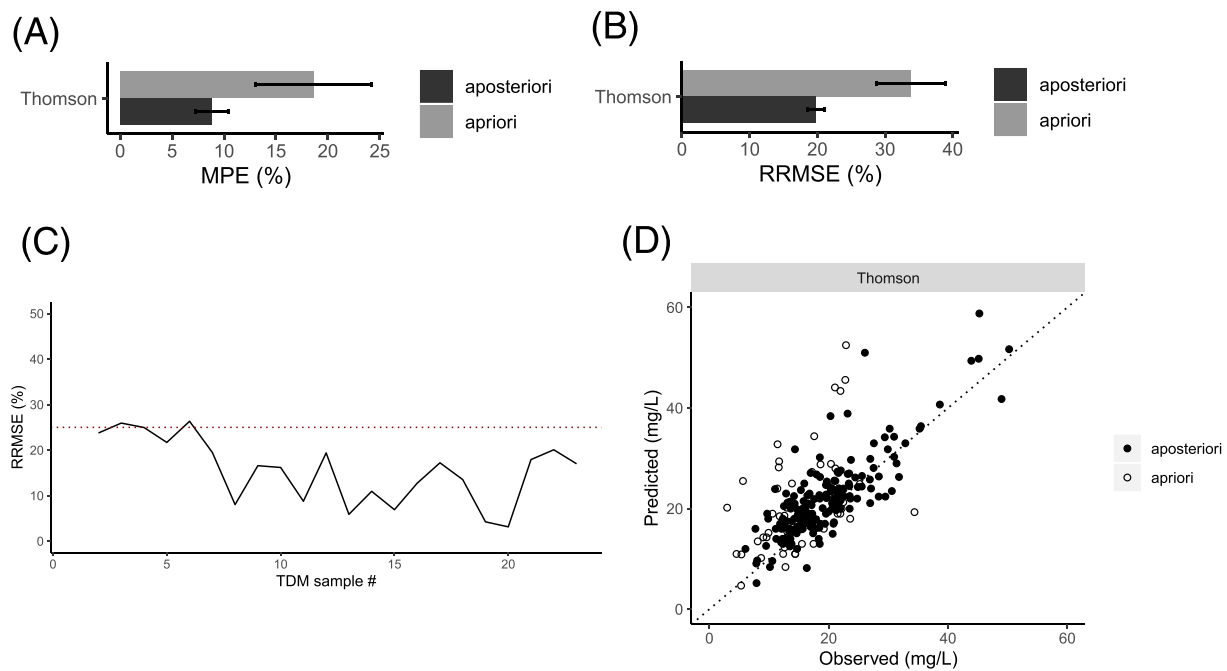 (A)
Thomson
0 5 10 15 20 25
MPE (%)
aposteriori
apriori
(B)
Thomson
0 10 20 30 40
RRMSE (%)
aposteriori
apriori
(C)
50
40
30
20
10
0
RRMSE (%)
0 5 10 15 20
TDM sample #
(D)
Thomson
60
40
20
0
Predicted (mg/L)
0 20 40 60
Observed (mg/L)
aposteriori
apriori